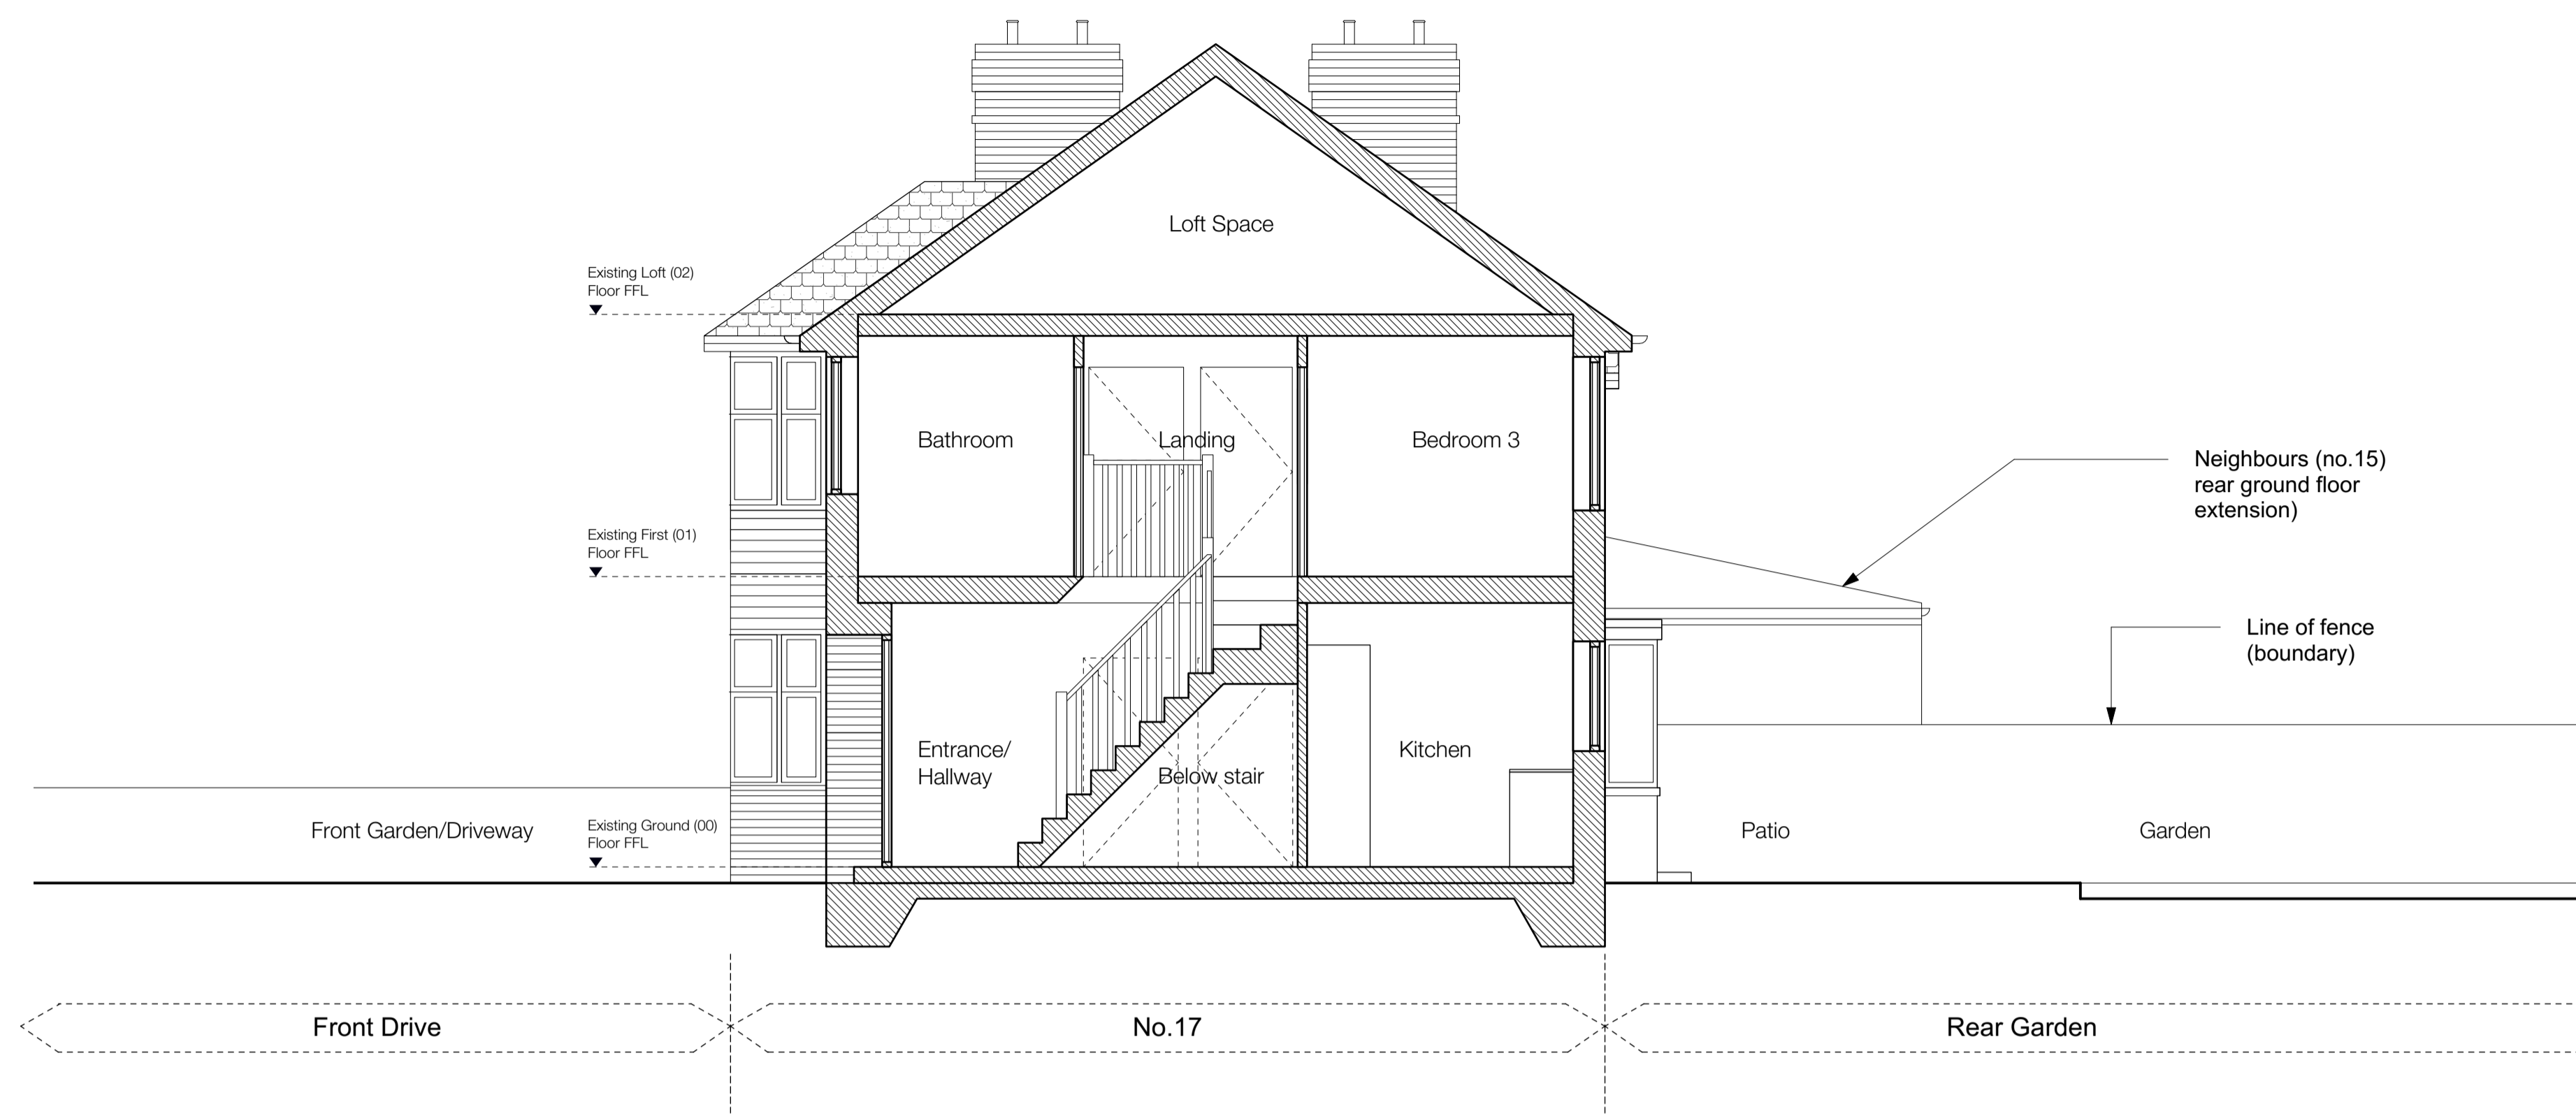 Loft Space
Existing Loft (02)
Floor FFL
Bathroom
Landing
Bedroom 3
Neighbours (no.15)
rear ground floor
extension)
Existing First (01)
Floor FFL
Line of fence
(boundary)
Entrance/
Hallway
Below stair
Kitchen
Front Garden/Driveway
Existing Ground (00)
Floor FFL
Patio
Garden
Front Drive
No.17
Rear Garden